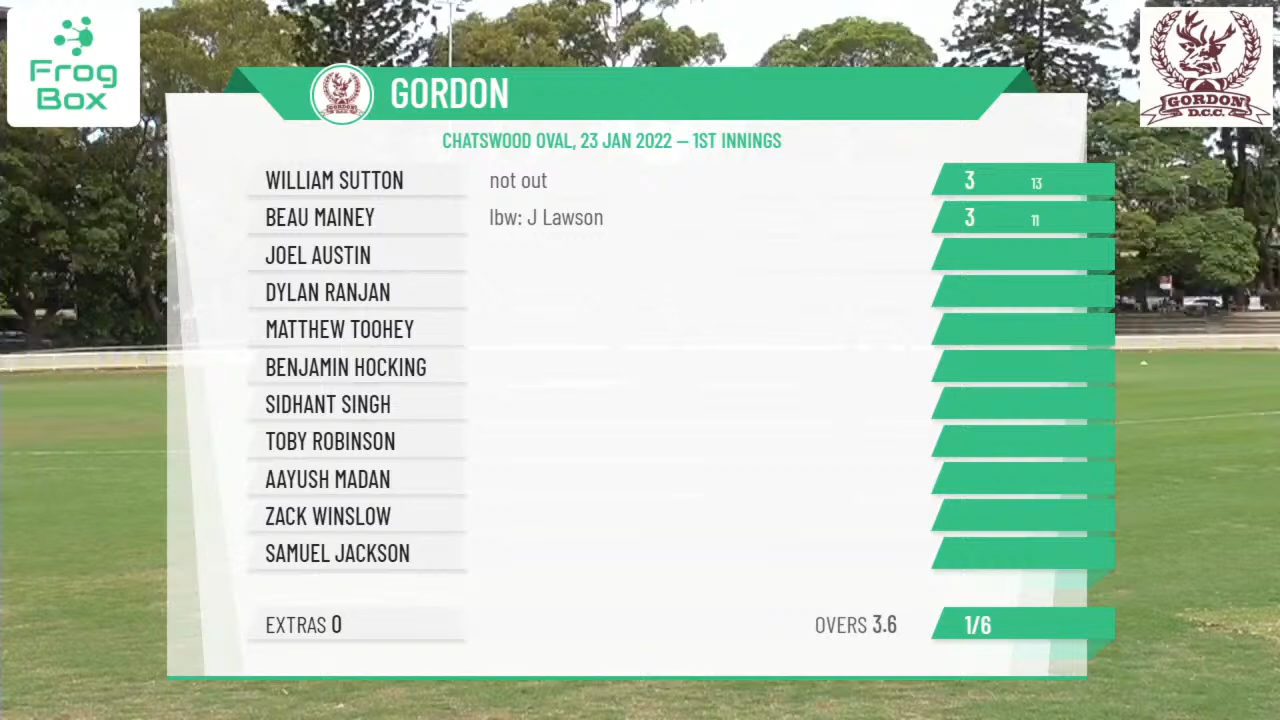 Frog
Box
GORDON
GORDON
D.C.C.
CHATSWOOD OVAL, 23 JAN 2022 – 1ST INNINGS
WILLIAM SUTTON not out 3 13
BEAU MAINEY lbw: J Lawson 3 11
JOEL AUSTIN
DYLAN RANJAN
MATTHEW TOOHEY
BENJAMIN HOCKING
SIDHANT SINGH
TOBY ROBINSON
AAYUSH MADAN
ZACK WINSLOW
SAMUEL JACKSON
EXTRAS 0 OVERS 3.6 1/6